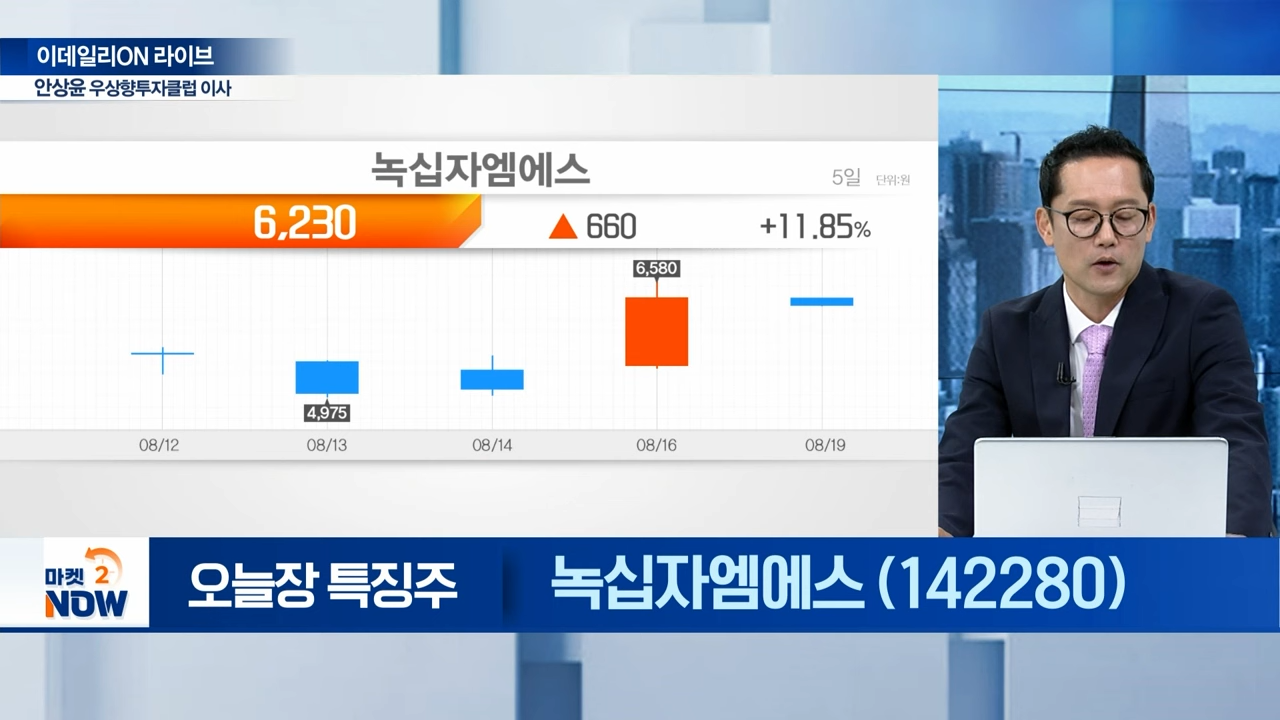 이데일리ON 라이브
안상윤 우상향투자클럽 이사
녹십자엠에스
5일 단위:원
6,230 ▲ 660 +11.85%
6,580
4,975
08/12 08/13 08/14 08/16 08/19
마켓 2
NOW
오늘장 특징주 녹십자엠에스 (142280)